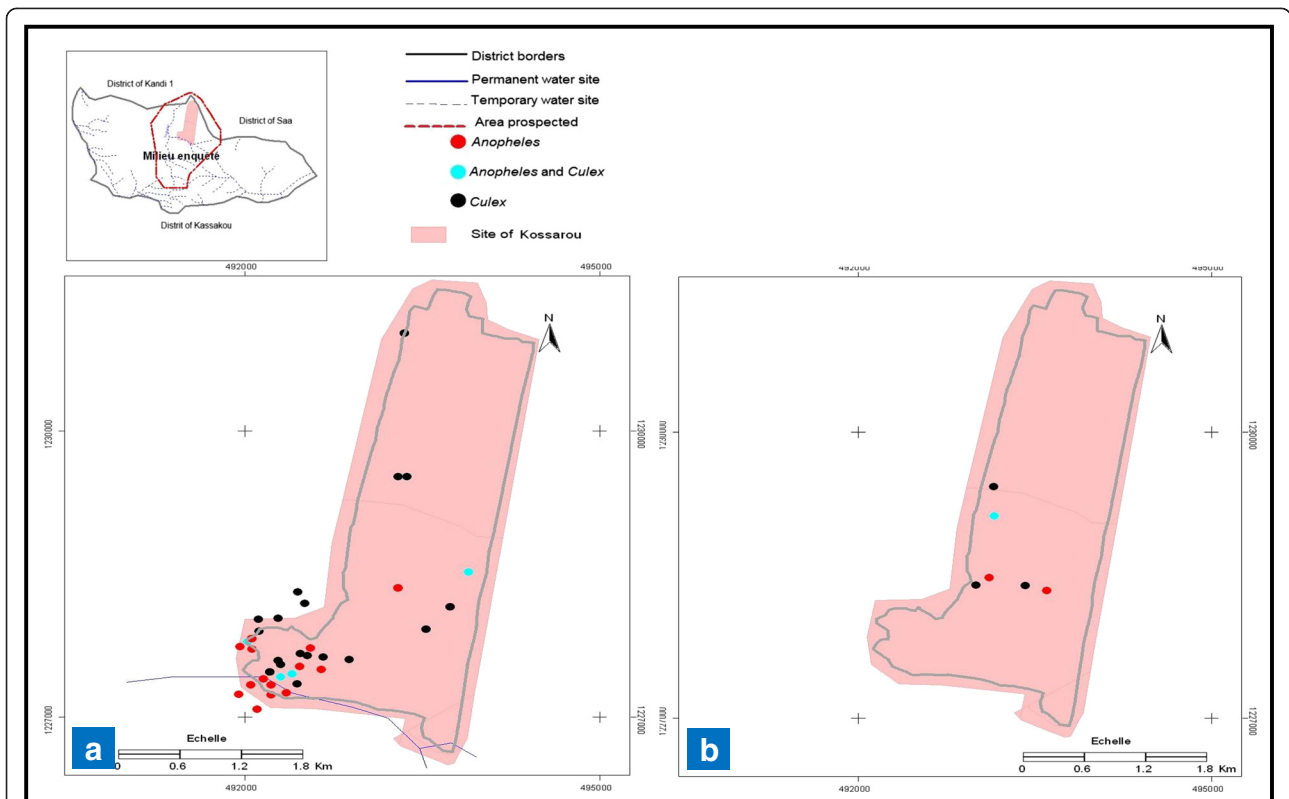 District of Kandi 1
District of Saa
Milieu enquêté
Distrit of Kassakou
District borders
Permanent water site
Temporary water site
Area prospected
Anopheles
Anopheles and Culex
Culex
Site of Kossarou
492000
495000
N
1230000
1230000
1227000
1227000
a
Echelle
0 0.6 1.2 1.8 Km
492000
495000
492000
495000
N
1230000
1227000
b
Echelle
0 0.6 1.2 1.8 Km
492000
495000